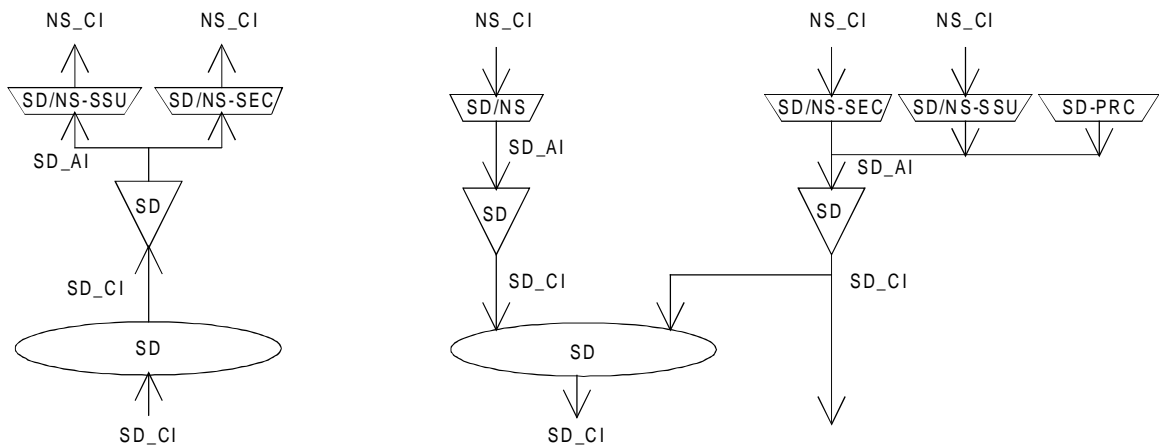 NS_CI NS_CI NS_CI NS_CI NS_CI
SD/NS-SSU SD/NS-SEC SD/NS SD/NS-SEC SD/NS-SSU SD-PRC
SD_AI SD_AI SD_AI
SD SD SD
SD_CI SD_CI SD_CI
SD SD
SD_CI SD_CI